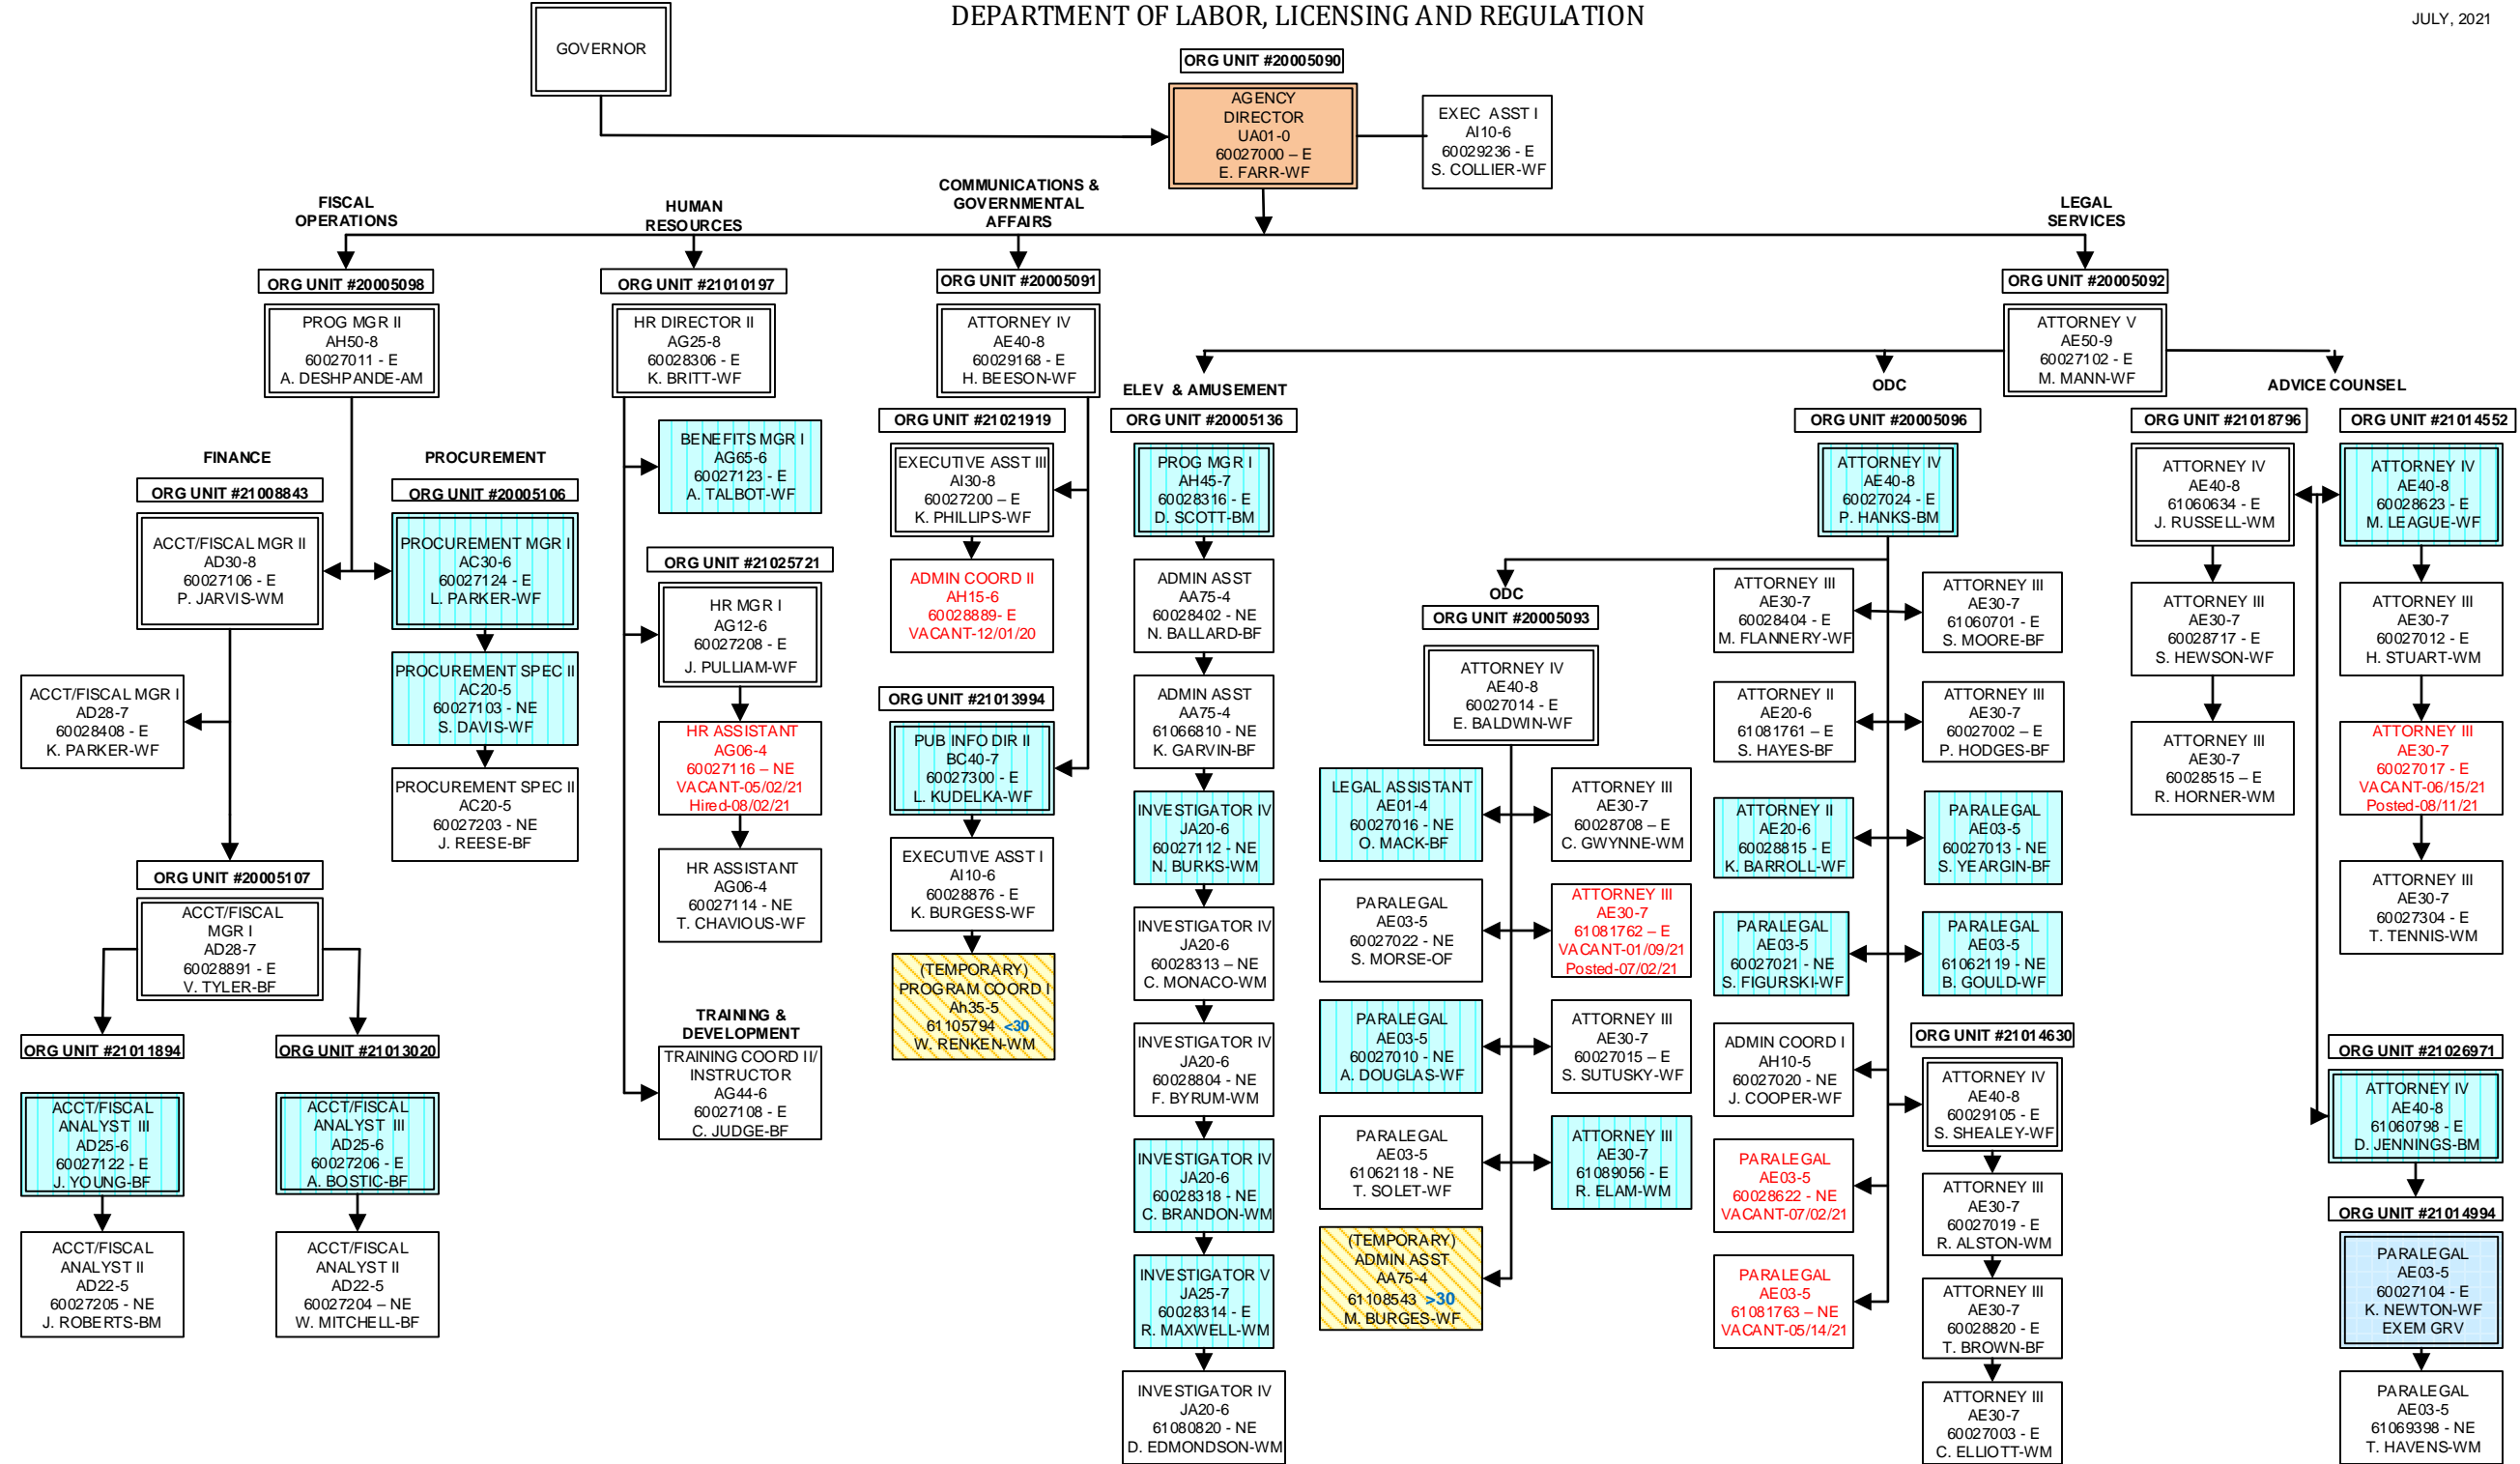 DEPARTMENT OF LABOR, LICENSING AND REGULATION
JULY, 2021
GOVERNOR
ORG UNIT #20005090
AGENCY
DIRECTOR
UA01-0
60027000 – E
E. FARR-WF
EXEC ASST I
AI10-6
60029236 - E
S. COLLIER-WF
FISCAL
OPERATIONS
HUMAN
RESOURCES
COMMUNICATIONS &
GOVERNMENTAL
AFFAIRS
LEGAL
SERVICES
ORG UNIT #20005098
PROG MGR II
AH50-8
60027011 - E
A. DESHPANDE-AM
FINANCE
ORG UNIT #21008843
ACCT/FISCAL MGR II
AD30-8
60027106 - E
P. JARVIS-WM
ACCT/FISCAL MGR I
AD28-7
60028408 - E
K. PARKER-WF
ORG UNIT #20005107
ACCT/FISCAL
MGR I
AD28-7
60028891 - E
V. TYLER-BF
ORG UNIT #21011894
ACCT/FISCAL
ANALYST III
AD25-6
60027122 - E
J. YOUNG-BF
ACCT/FISCAL
ANALYST II
AD22-5
60027205 - NE
J. ROBERTS-BM
ORG UNIT #21013020
ACCT/FISCAL
ANALYST III
AD25-6
60027206 - E
A. BOSTIC-BF
ACCT/FISCAL
ANALYST II
AD22-5
60027204 – NE
W. MITCHELL-BF
PROCUREMENT
ORG UNIT #20005106
PROCUREMENT MGR I
AC30-6
60027124 - E
L. PARKER-WF
PROCUREMENT SPEC II
AC20-5
60027103 - NE
S. DAVIS-WF
PROCUREMENT SPEC II
AC20-5
60027203 - NE
J. REESE-BF
ORG UNIT #21010197
HR DIRECTOR II
AG25-8
60028306 - E
K. BRITT-WF
BENEFITS MGR I
AG65-6
60027123 - E
A. TALBOT-WF
ORG UNIT #21025721
HR MGR I
AG12-6
60027208 - E
J. PULLIAM-WF
HR ASSISTANT
AG06-4
60027116 – NE
VACANT-05/02/21
Hired-08/02/21
HR ASSISTANT
AG06-4
60027114 - NE
T. CHAVIOUS-WF
TRAINING &
DEVELOPMENT
TRAINING COORD II/
INSTRUCTOR
AG44-6
60027108 - E
C. JUDGE-BF
ORG UNIT #20005091
ATTORNEY IV
AE40-8
60029168 - E
H. BEESON-WF
ORG UNIT #21021919
EXECUTIVE ASST III
AI30-8
60027200 – E
K. PHILLIPS-WF
ADMIN COORD II
AH15-6
60028889- E
VACANT-12/01/20
ORG UNIT #21013994
PUB INFO DIR II
BC40-7
60027300 - E
L. KUDELKA-WF
EXECUTIVE ASST I
AI10-6
60028876 - E
K. BURGESS-WF
(TEMPORARY)
PROGRAM COORD I
Ah35-5
61105794 <30
W. RENKEN-WM
ORG UNIT #20005092
ATTORNEY V
AE50-9
60027102 - E
M. MANN-WF
ELEV & AMUSEMENT
ORG UNIT #20005136
PROG MGR I
AH45-7
60028316 - E
D. SCOTT-BM
ADMIN ASST
AA75-4
60028402 - NE
N. BALLARD-BF
ADMIN ASST
AA75-4
61066810 - NE
K. GARVIN-BF
INVESTIGATOR IV
JA20-6
60027112 - NE
N. BURKS-WM
INVESTIGATOR IV
JA20-6
60028313 – NE
C. MONACO-WM
INVESTIGATOR IV
JA20-6
60028804 - NE
F. BYRUM-WM
INVESTIGATOR IV
JA20-6
60028318 - NE
C. BRANDON-WM
INVESTIGATOR V
JA25-7
60028314 - E
R. MAXWELL-WM
INVESTIGATOR IV
JA20-6
61080820 - NE
D. EDMONDSON-WM
ODC
ORG UNIT #20005096
ATTORNEY IV
AE40-8
60027024 - E
P. HANKS-BM
ODC
ORG UNIT #20005093
ATTORNEY IV
AE40-8
60027014 - E
E. BALDWIN-WF
LEGAL ASSISTANT
AE01-4
60027016 - NE
O. MACK-BF
ATTORNEY III
AE30-7
60028708 – E
C. GWYNNE-WM
PARALEGAL
AE03-5
60027022 - NE
S. MORSE-OF
ATTORNEY III
AE30-7
61081762 – E
VACANT-01/09/21
Posted-07/02/21
PARALEGAL
AE03-5
60027010 - NE
A. DOUGLAS-WF
ATTORNEY III
AE30-7
60027015 – E
S. SUTUSKY-WF
PARALEGAL
AE03-5
61062118 - NE
T. SOLET-WF
ATTORNEY III
AE30-7
61089056 - E
R. ELAM-WM
(TEMPORARY)
ADMIN ASST
AA75-4
61108543 >30
M. BURGES-WF
ATTORNEY III
AE30-7
60028404 – E
M. FLANNERY-WF
ATTORNEY III
AE30-7
61060701 – E
S. MOORE-BF
ATTORNEY II
AE20-6
61081761 – E
S. HAYES-BF
ATTORNEY III
AE30-7
60027002 – E
P. HODGES-BF
ATTORNEY II
AE20-6
60028815 - E
K. BARROLL-WF
PARALEGAL
AE03-5
60027013 - NE
S. YEARGIN-BF
PARALEGAL
AE03-5
60027021 - NE
S. FIGURSKI-WF
PARALEGAL
AE03-5
61062119 - NE
B. GOULD-WF
ADMIN COORD I
AH10-5
60027020 - NE
J. COOPER-WF
PARALEGAL
AE03-5
60028622 - NE
VACANT-07/02/21
PARALEGAL
AE03-5
61081763 – NE
VACANT-05/14/21
ORG UNIT #21014630
ATTORNEY IV
AE40-8
60029105 - E
S. SHEALEY-WF
ATTORNEY III
AE30-7
60027019 - E
R. ALSTON-WM
ATTORNEY III
AE30-7
60028820 – E
T. BROWN-BF
ATTORNEY III
AE30-7
60027003 – E
C. ELLIOTT-WM
ADVICE COUNSEL
ORG UNIT #21018796
ATTORNEY IV
AE40-8
61060634 - E
J. RUSSELL-WM
ATTORNEY III
AE30-7
60028717 – E
S. HEWSON-WF
ATTORNEY III
AE30-7
60028515 – E
R. HORNER-WM
ORG UNIT #21014552
ATTORNEY IV
AE40-8
60028623 - E
M. LEAGUE-WF
ATTORNEY III
AE30-7
60027012 - E
H. STUART-WM
ATTORNEY III
AE30-7
60027017 - E
VACANT-06/15/21
Posted-08/11/21
ATTORNEY III
AE30-7
60027304 – E
T. TENNIS-WM
ORG UNIT #21026971
ATTORNEY IV
AE40-8
61060798 - E
D. JENNINGS-BM
ORG UNIT #21014994
PARALEGAL
AE03-5
60027104 - E
K. NEWTON-WF
EXEM GRV
PARALEGAL
AE03-5
61069398 - NE
T. HAVENS-WM